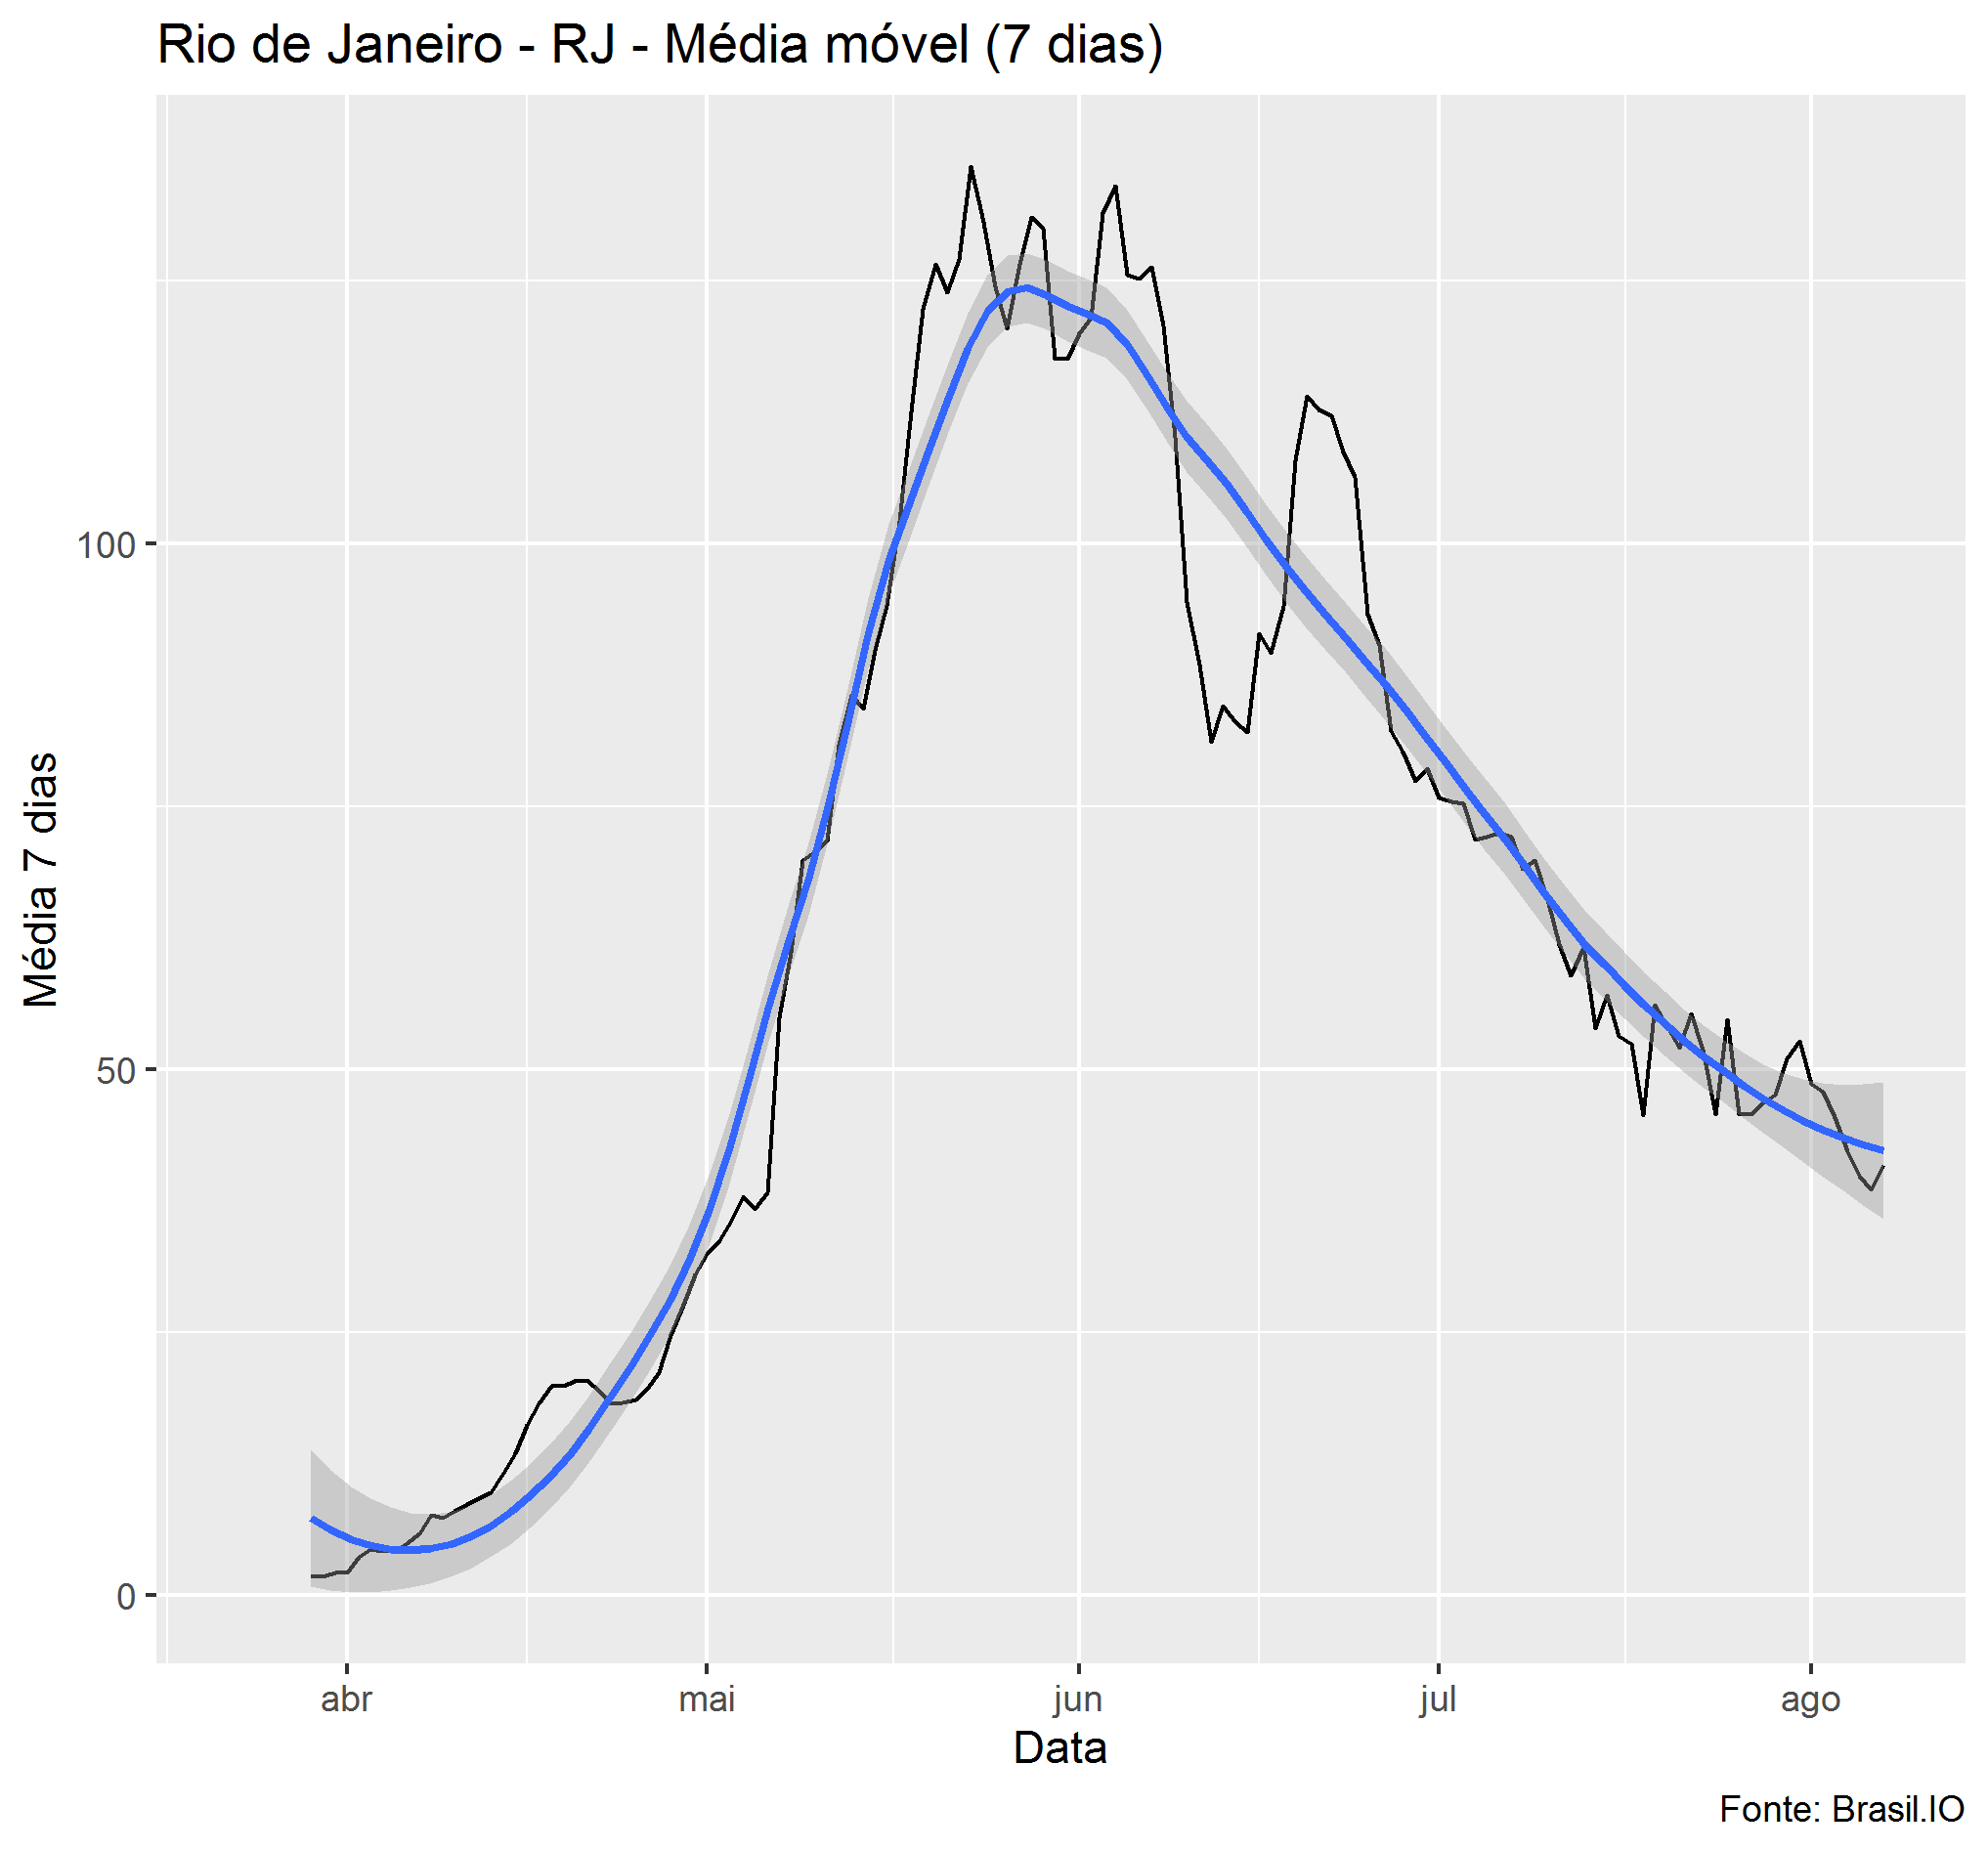 Rio de Janeiro - RJ - Média móvel (7 dias)
Média 7 dias
100
50
0
abr
mai
jun
jul
ago
Data
Fonte: Brasil.IO